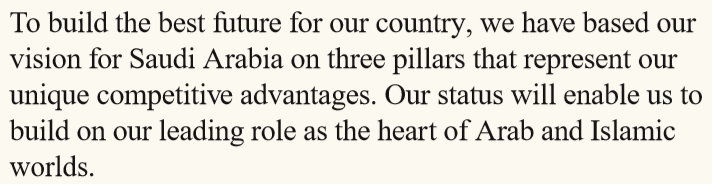 To build the best future for our country, we have based our
vision for Saudi Arabia on three pillars that represent our
unique competitive advantages. Our status will enable us to
build on our leading role as the heart of Arab and Islamic
worlds.